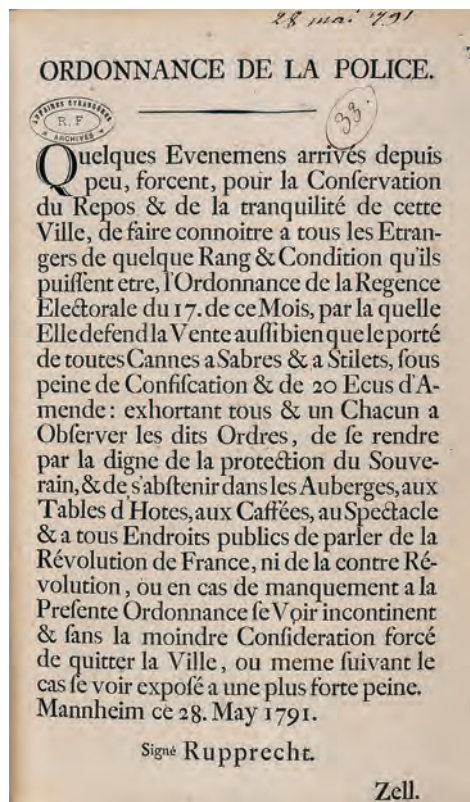 28 mai 1791
ORDONNANCE DE LA POLICE.
AFFAIRES ETRANGERES
R.F
ARCHIVES
33.
Quelques Evenemens arrivés depuis
peu, forcent, pour la Conſervation
du Repos & de la tranquilité de cette
Ville, de faire connoitre a tous les Etran-
gers de quelque Rang & Condition qu'ils
puiſſent etre, l'Ordonnance de la Regence
Electorale du 17. de ce Mois, par la quelle
Elle defend la Vente auſſi bien que le porté
de toutes Cannes a Sabres & a Stilets, ſous
peine de Confiſcation & de 20 Ecus d'A-
mende: exhortant tous & un Chacun a
Obſerver les dits Ordres, de ſe rendre
par la digne de la protection du Souve-
rain, & de s'abſtenir dans les Auberges, aux
Tables d'Hotes, aux Caffées, au Spectacle
& a tous Endroits publics de parler de la
Révolution de France, ni de la contre Ré-
volution, ou en cas de manquement a la
Preſente Ordonnance ſe Voir incontinent
& ſans la moindre Conſideration forcé
de quitter la Ville, ou meme ſuivant le
cas ſe voir expoſé a une plus forte peine.
Mannheim ce 28. May 1791.
Signé Rupprecht.
Zell.